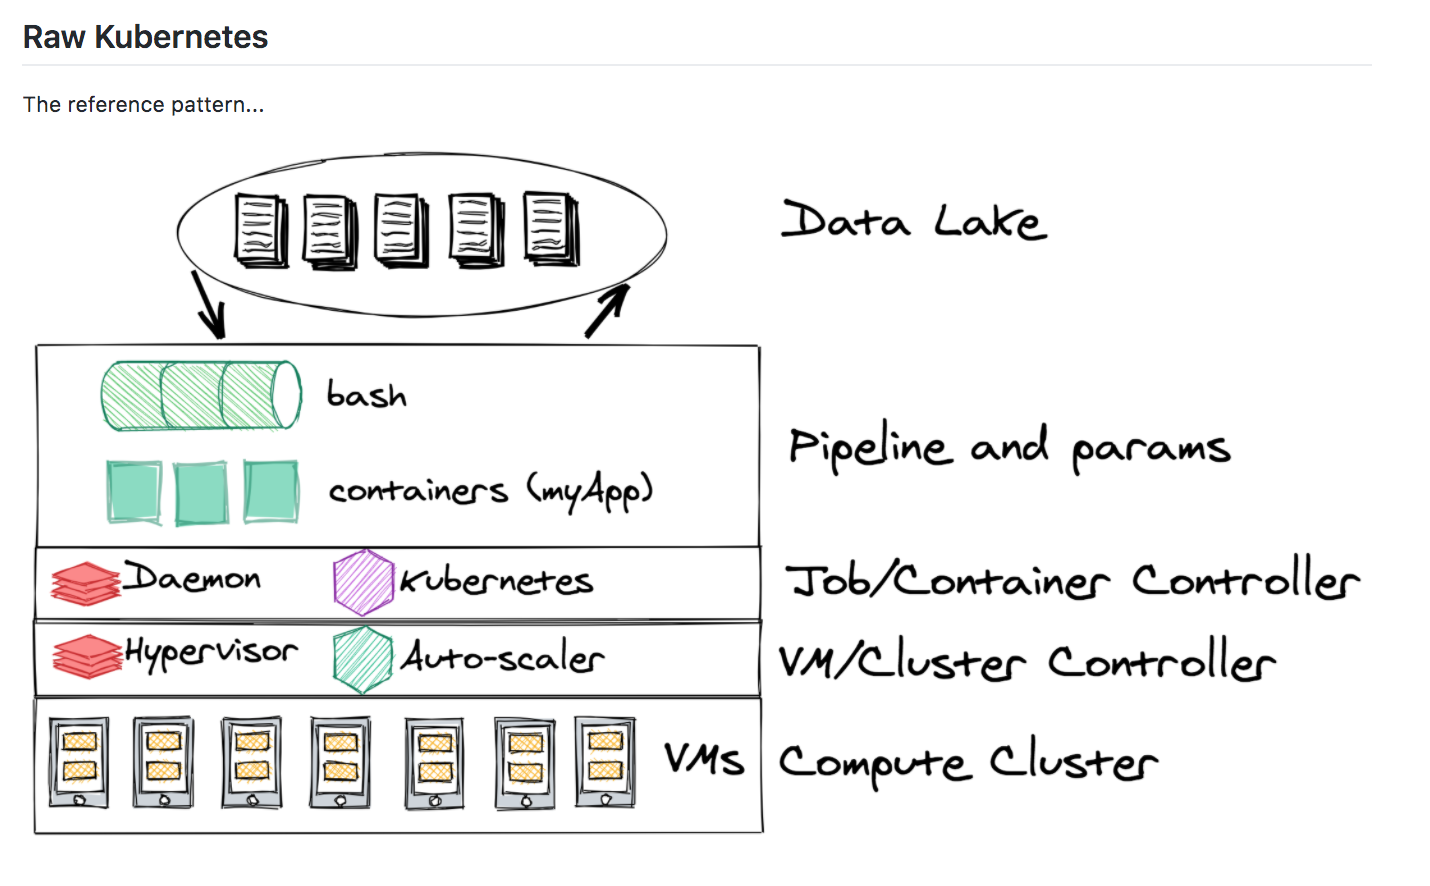 Raw Kubernetes
The reference pattern...
Data Lake
bash
Pipeline and params
containers (myApp)
Daemon
Kubernetes
Job/Container Controller
Hypervisor
Auto-scaler
VM/Cluster Controller
VMs
Compute Cluster